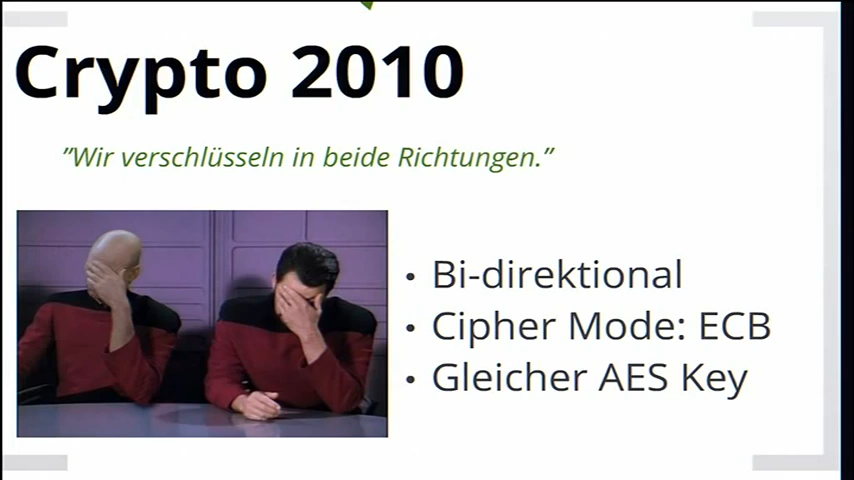 Crypto 2010
"Wir verschlüsseln in beide Richtungen."
• Bi-direktional
• Cipher Mode: ECB
• Gleicher AES Key